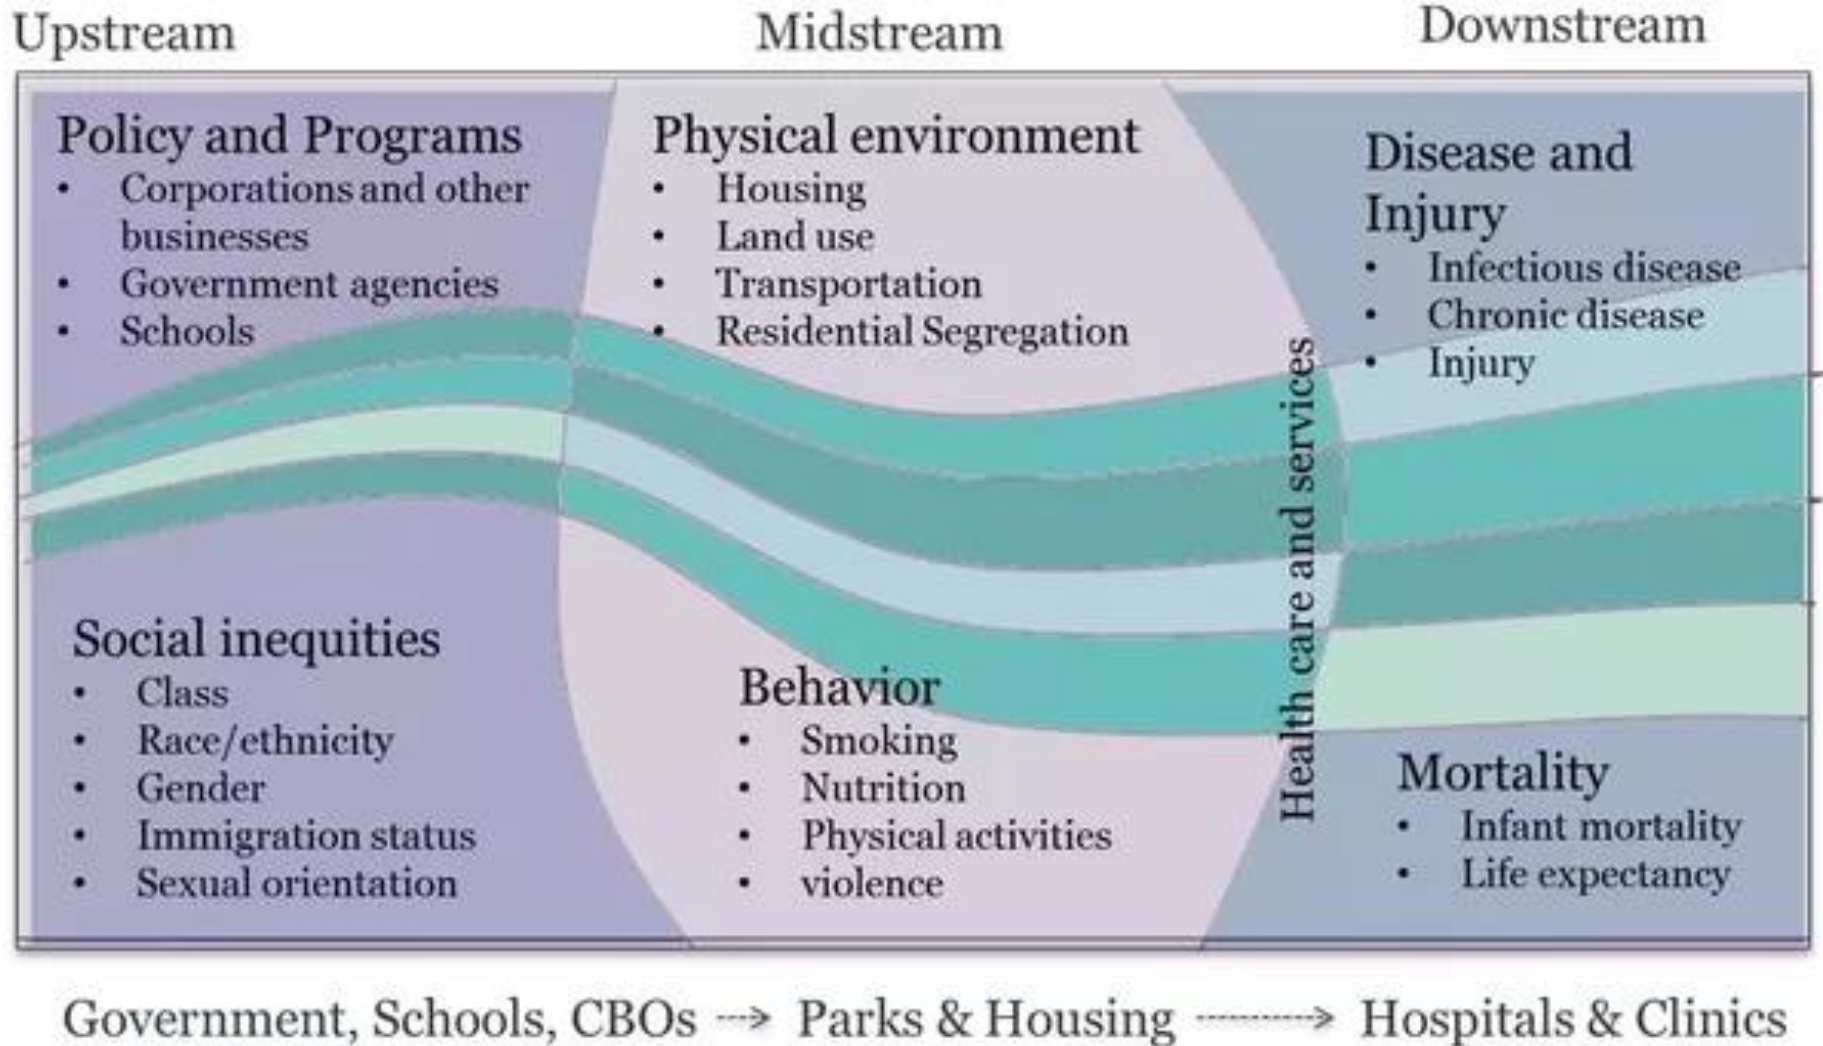 Upstream
Midstream
Downstream
Policy and Programs
• Corporations and other
businesses
• Government agencies
• Schools
Social inequities
• Class
• Race/ethnicity
• Gender
• Immigration status
• Sexual orientation
Physical environment
• Housing
• Land use
• Transportation
• Residential Segregation
Behavior
• Smoking
• Nutrition
• Physical activities
• violence
Health care and services
Disease and
Injury
• Infectious disease
• Chronic disease
• Injury
Mortality
• Infant mortality
• Life expectancy
Government, Schools, CBOs ---> Parks & Housing ---------> Hospitals & Clinics